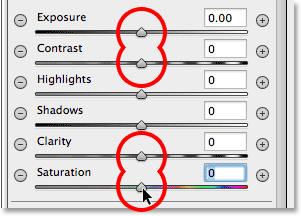 Exposure 0.00
Contrast 0
Highlights 0
Shadows 0
Clarity 0
Saturation 0